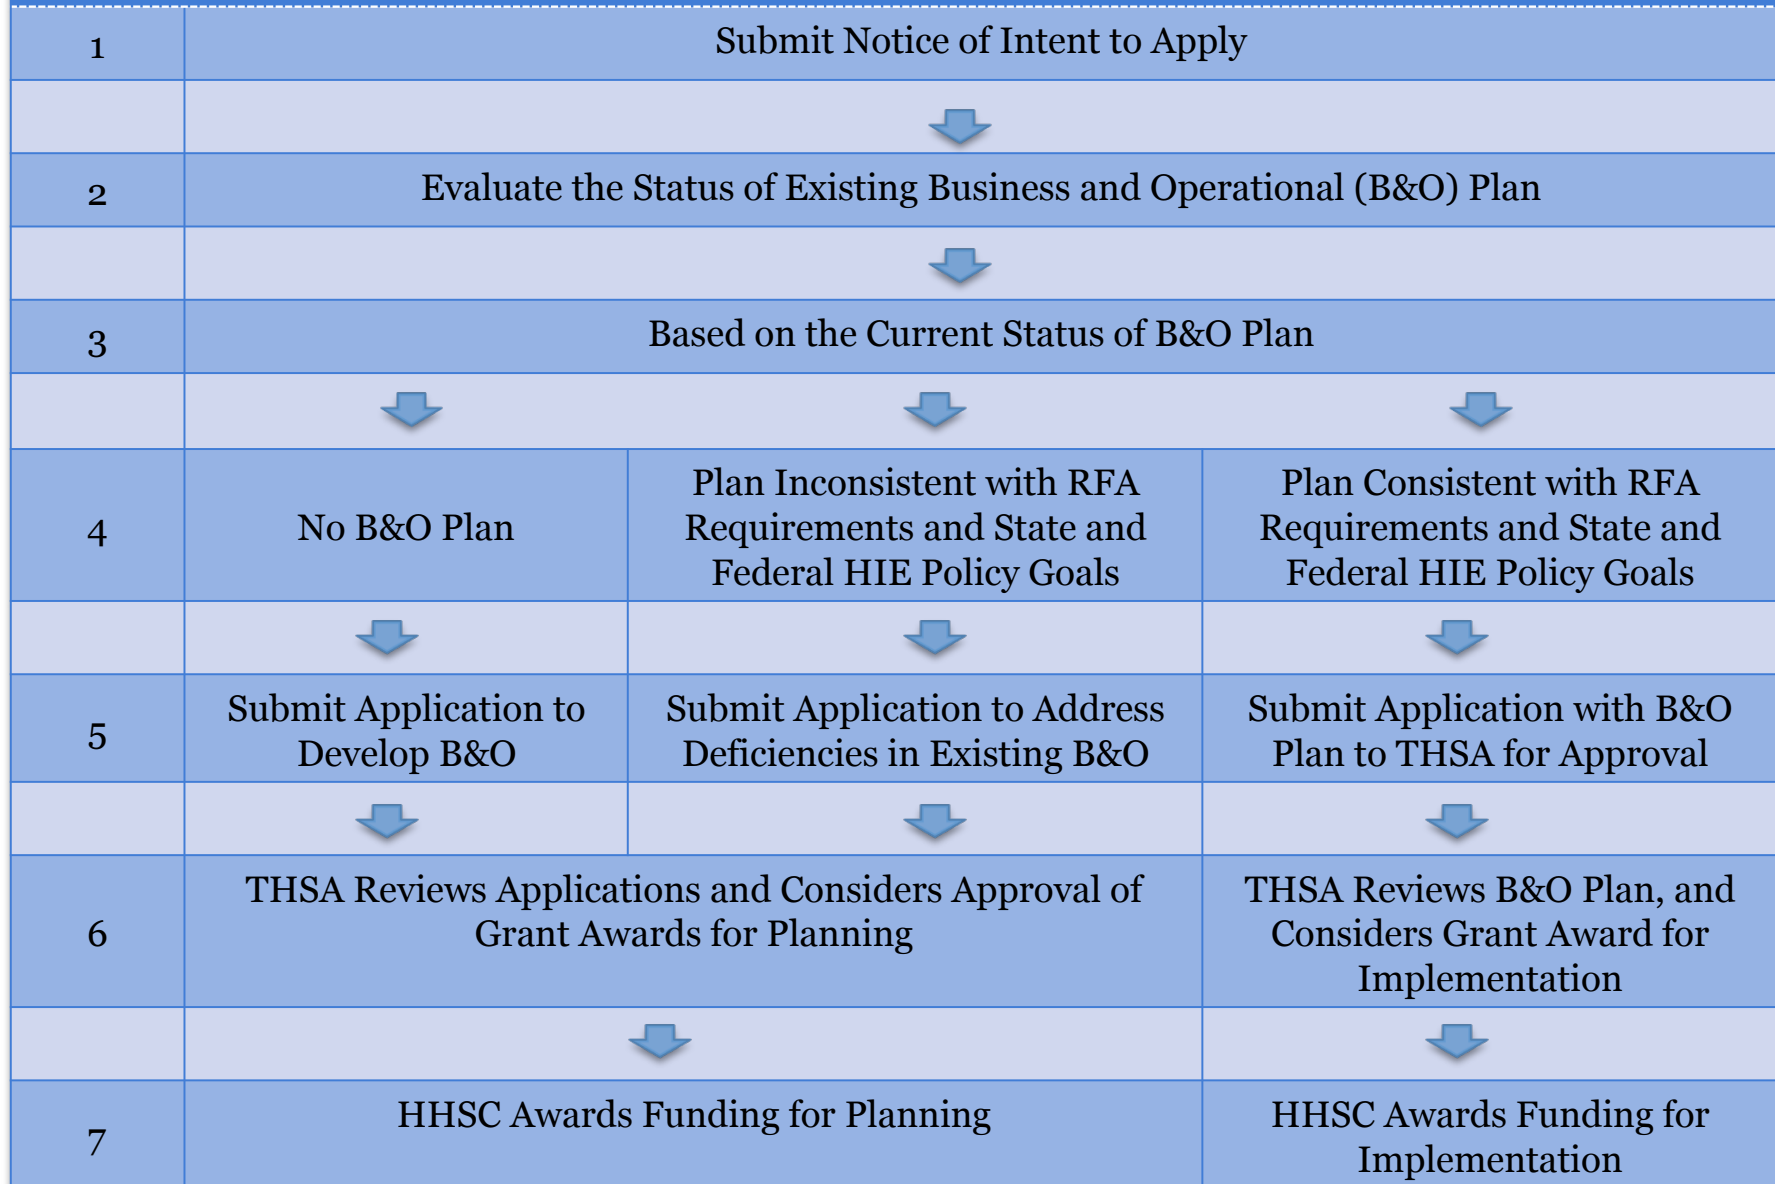 1
Submit Notice of Intent to Apply
2
Evaluate the Status of Existing Business and Operational (B&O) Plan
3
Based on the Current Status of B&O Plan
4
No B&O Plan
Plan Inconsistent with RFA
Requirements and State and
Federal HIE Policy Goals
Plan Consistent with RFA
Requirements and State and
Federal HIE Policy Goals
5
Submit Application to
Develop B&O
Submit Application to Address
Deficiencies in Existing B&O
Submit Application with B&O
Plan to THSA for Approval
6
THSA Reviews Applications and Considers Approval of
Grant Awards for Planning
THSA Reviews B&O Plan, and
Considers Grant Award for
Implementation
7
HHSC Awards Funding for Planning
HHSC Awards Funding for
Implementation